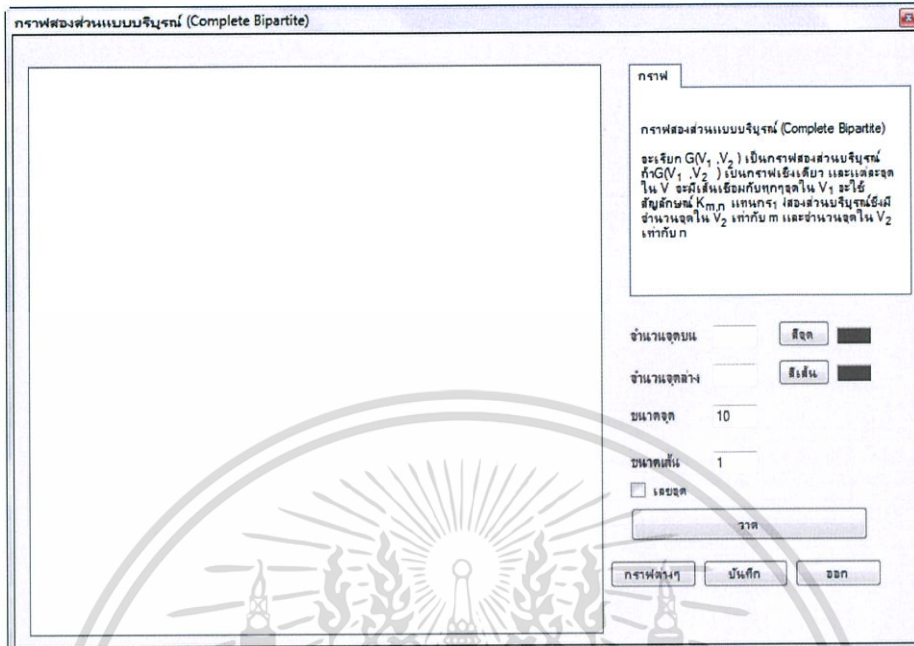 กราฟสองส่วนแบบบริบูรณ์ (Complete Bipartite)
กราฟ
กราฟสองส่วนแบบบริบูรณ์ (Complete Bipartite)
จะเรียก G(V₁ ,V₂ ) เป็นกราฟสองส่วนบริบูรณ์
ถ้าG(V₁ ,V₂ ) เป็นกราฟเชิงเดียว และแต่ละจุด
ใน V จะมีเส้นเชื่อมกับทุกๆจุดใน V₁ จะใช้
สัญลักษณ์ Km,n แทนกรา สองส่วนบริบูรณ์ซึ่งมี
จำนวนจุดใน V₂ เท่ากับ m และจำนวนจุดใน V₂
เท่ากับ n
จำนวนจุดบน สีจุด
จำนวนจุดล่าง สีเส้น
ขนาดจุด 10
ขนาดเส้น 1
เลขจุด
วาด
กราฟต่างๆ บันทึก ออก